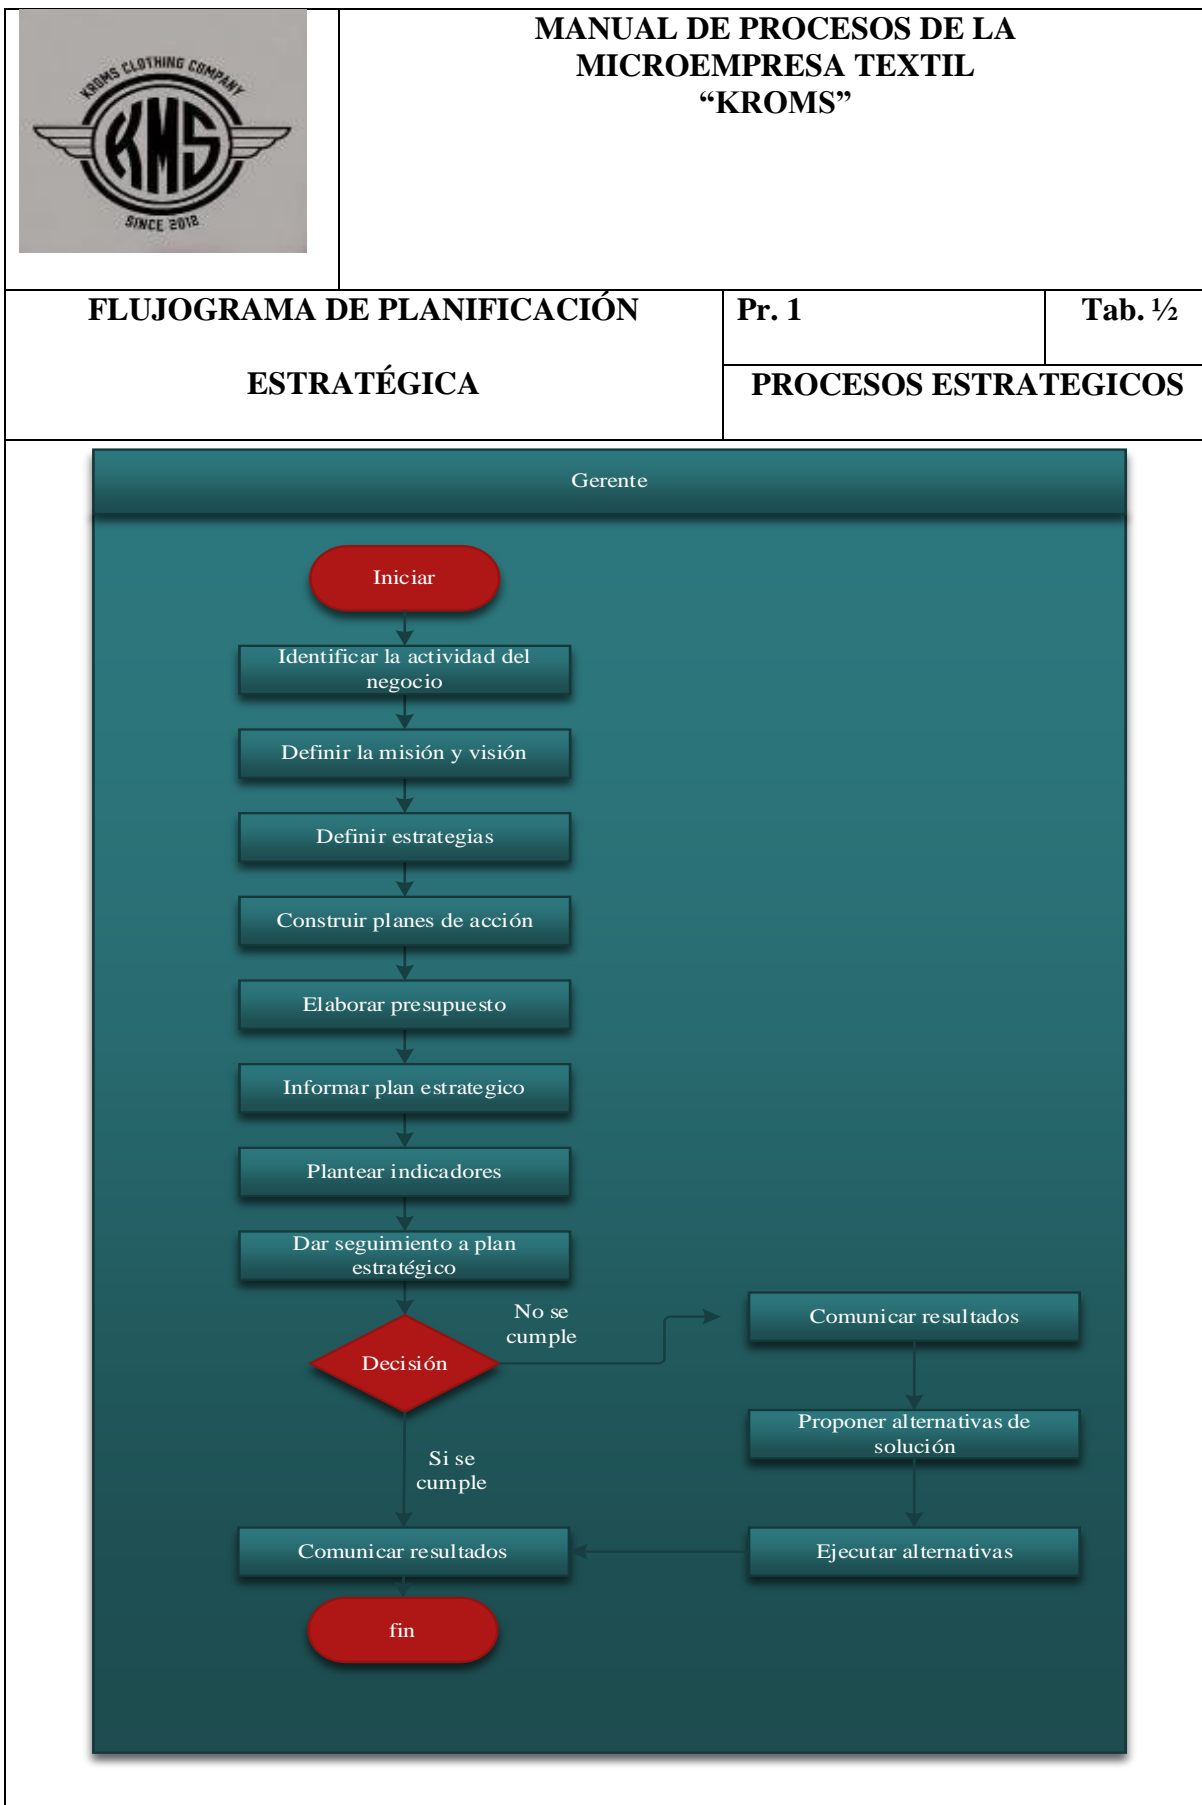 KROMS CLOTHING COMPANY
KMS
SINCE 2012
MANUAL DE PROCESOS DE LA
MICROEMPRESA TEXTIL
“KROMS”
FLUJOGRAMA DE PLANIFICACIÓN
ESTRATÉGICA
Pr. 1
Tab. ½
PROCESOS ESTRATEGICOS
Gerente
Iniciar
Identificar la actividad del
negocio
Definir la misión y visión
Definir estrategias
Construir planes de acción
Elaborar presupuesto
Informar plan estrategico
Plantear indicadores
Dar seguimiento a plan
estratégico
Decisión
No se
cumple
Comunicar resultados
Proponer alternativas de
solución
Ejecutar alternativas
Si se
cumple
Comunicar resultados
fin